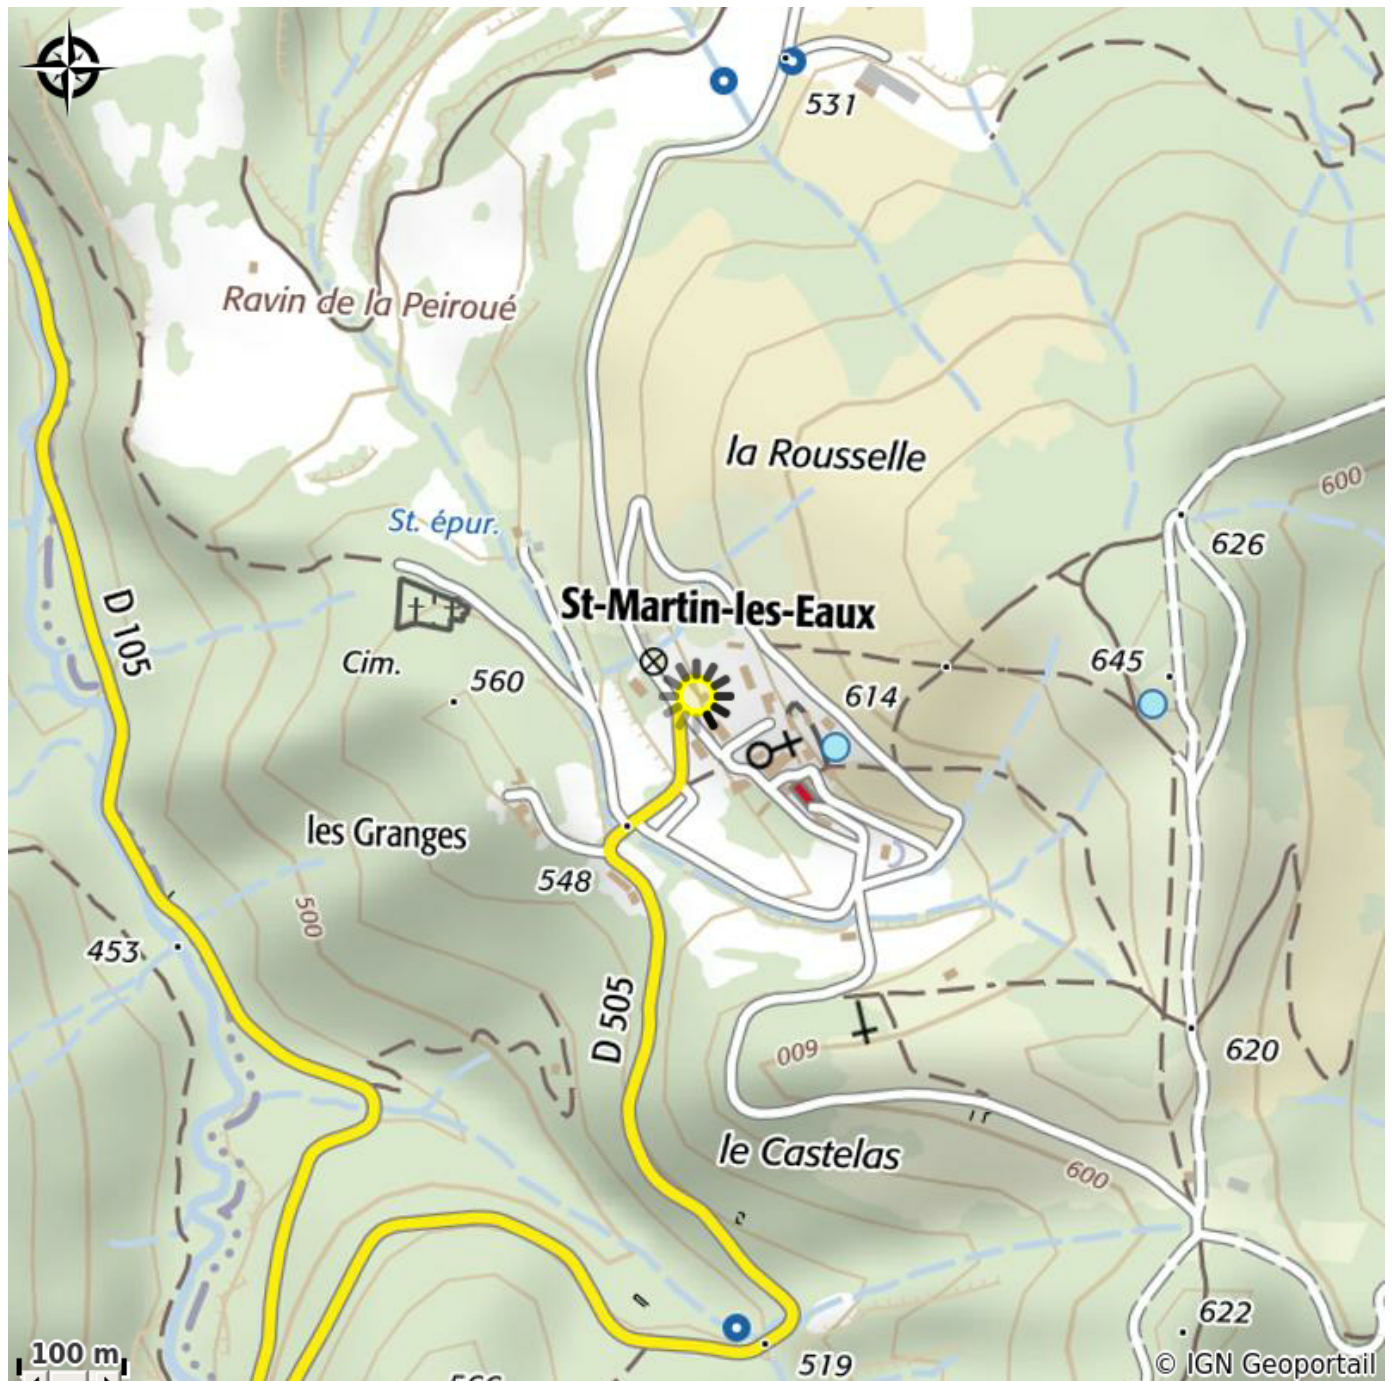 531
Ravin de la Peiroué
la Rousselle
600
St. épur.
626
D 105
St-Martin-les-Eaux
Cim.
560
645
614
les Granges
548
500
453
D 505
600
620
le Castelas
600
622
100 m
519
© IGN Geoportail